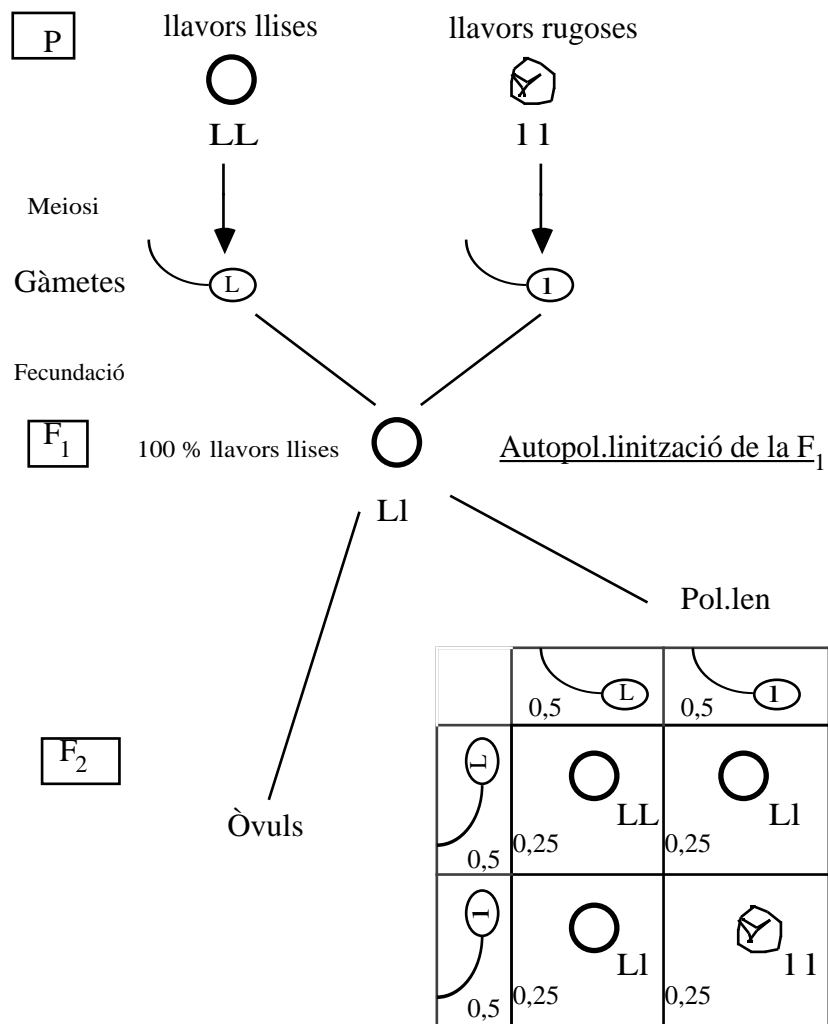 P
llavors llises llavors rugoses
LL l l
Meiosi
Gàmetes L l
Fecundació
F1 100 % llavors llises Autopol.linització de la F1
Ll
Pol.len
0,5 L 0,5 l
F2
Òvuls
L 0,5 LL 0,25 Ll 0,25
l 0,5 Ll 0,25 l l 0,25